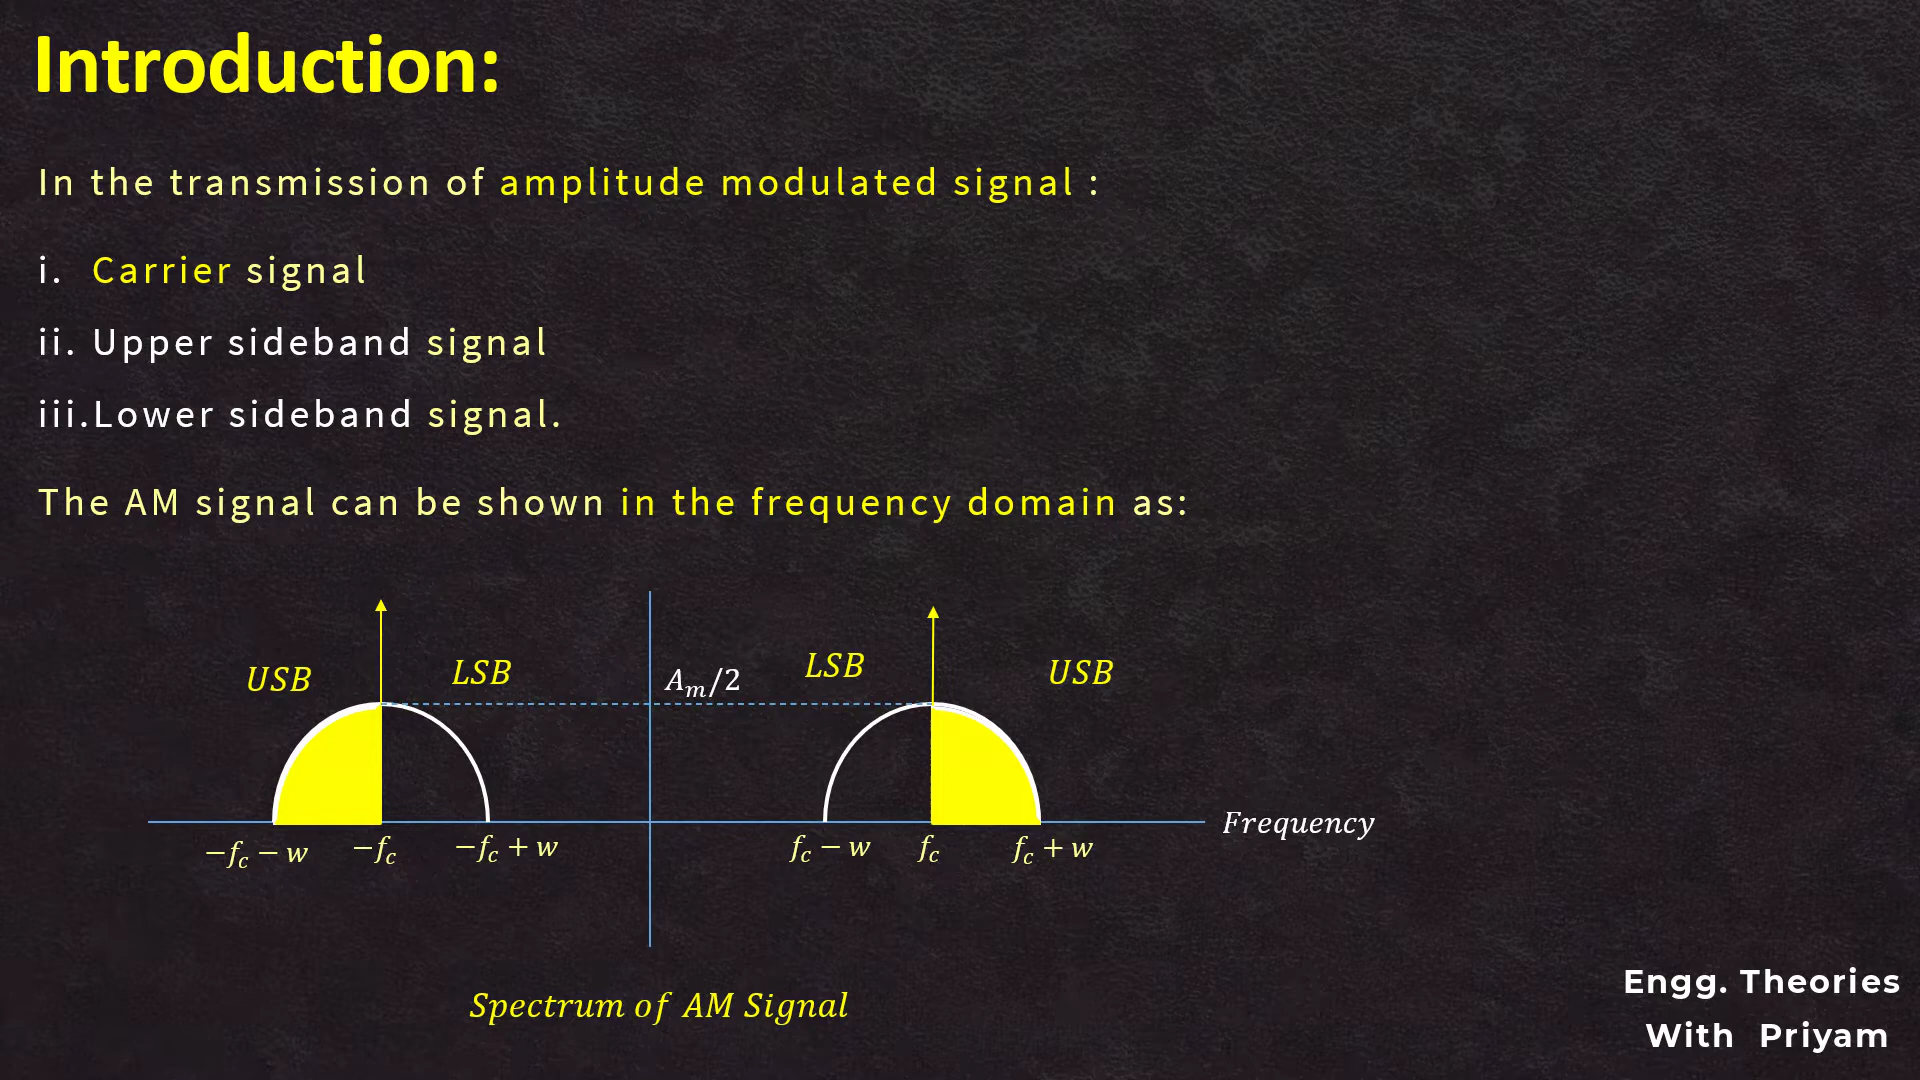 Introduction:
In the transmission of amplitude modulated signal :
i. Carrier signal
ii. Upper sideband signal
iii.Lower sideband signal.
The AM signal can be shown in the frequency domain as:
USB LSB A_m/2 LSB USB
Frequency
−f_c − w −f_c −f_c + w f_c − w f_c f_c + w
Spectrum of AM Signal
Engg. Theories
With Priyam